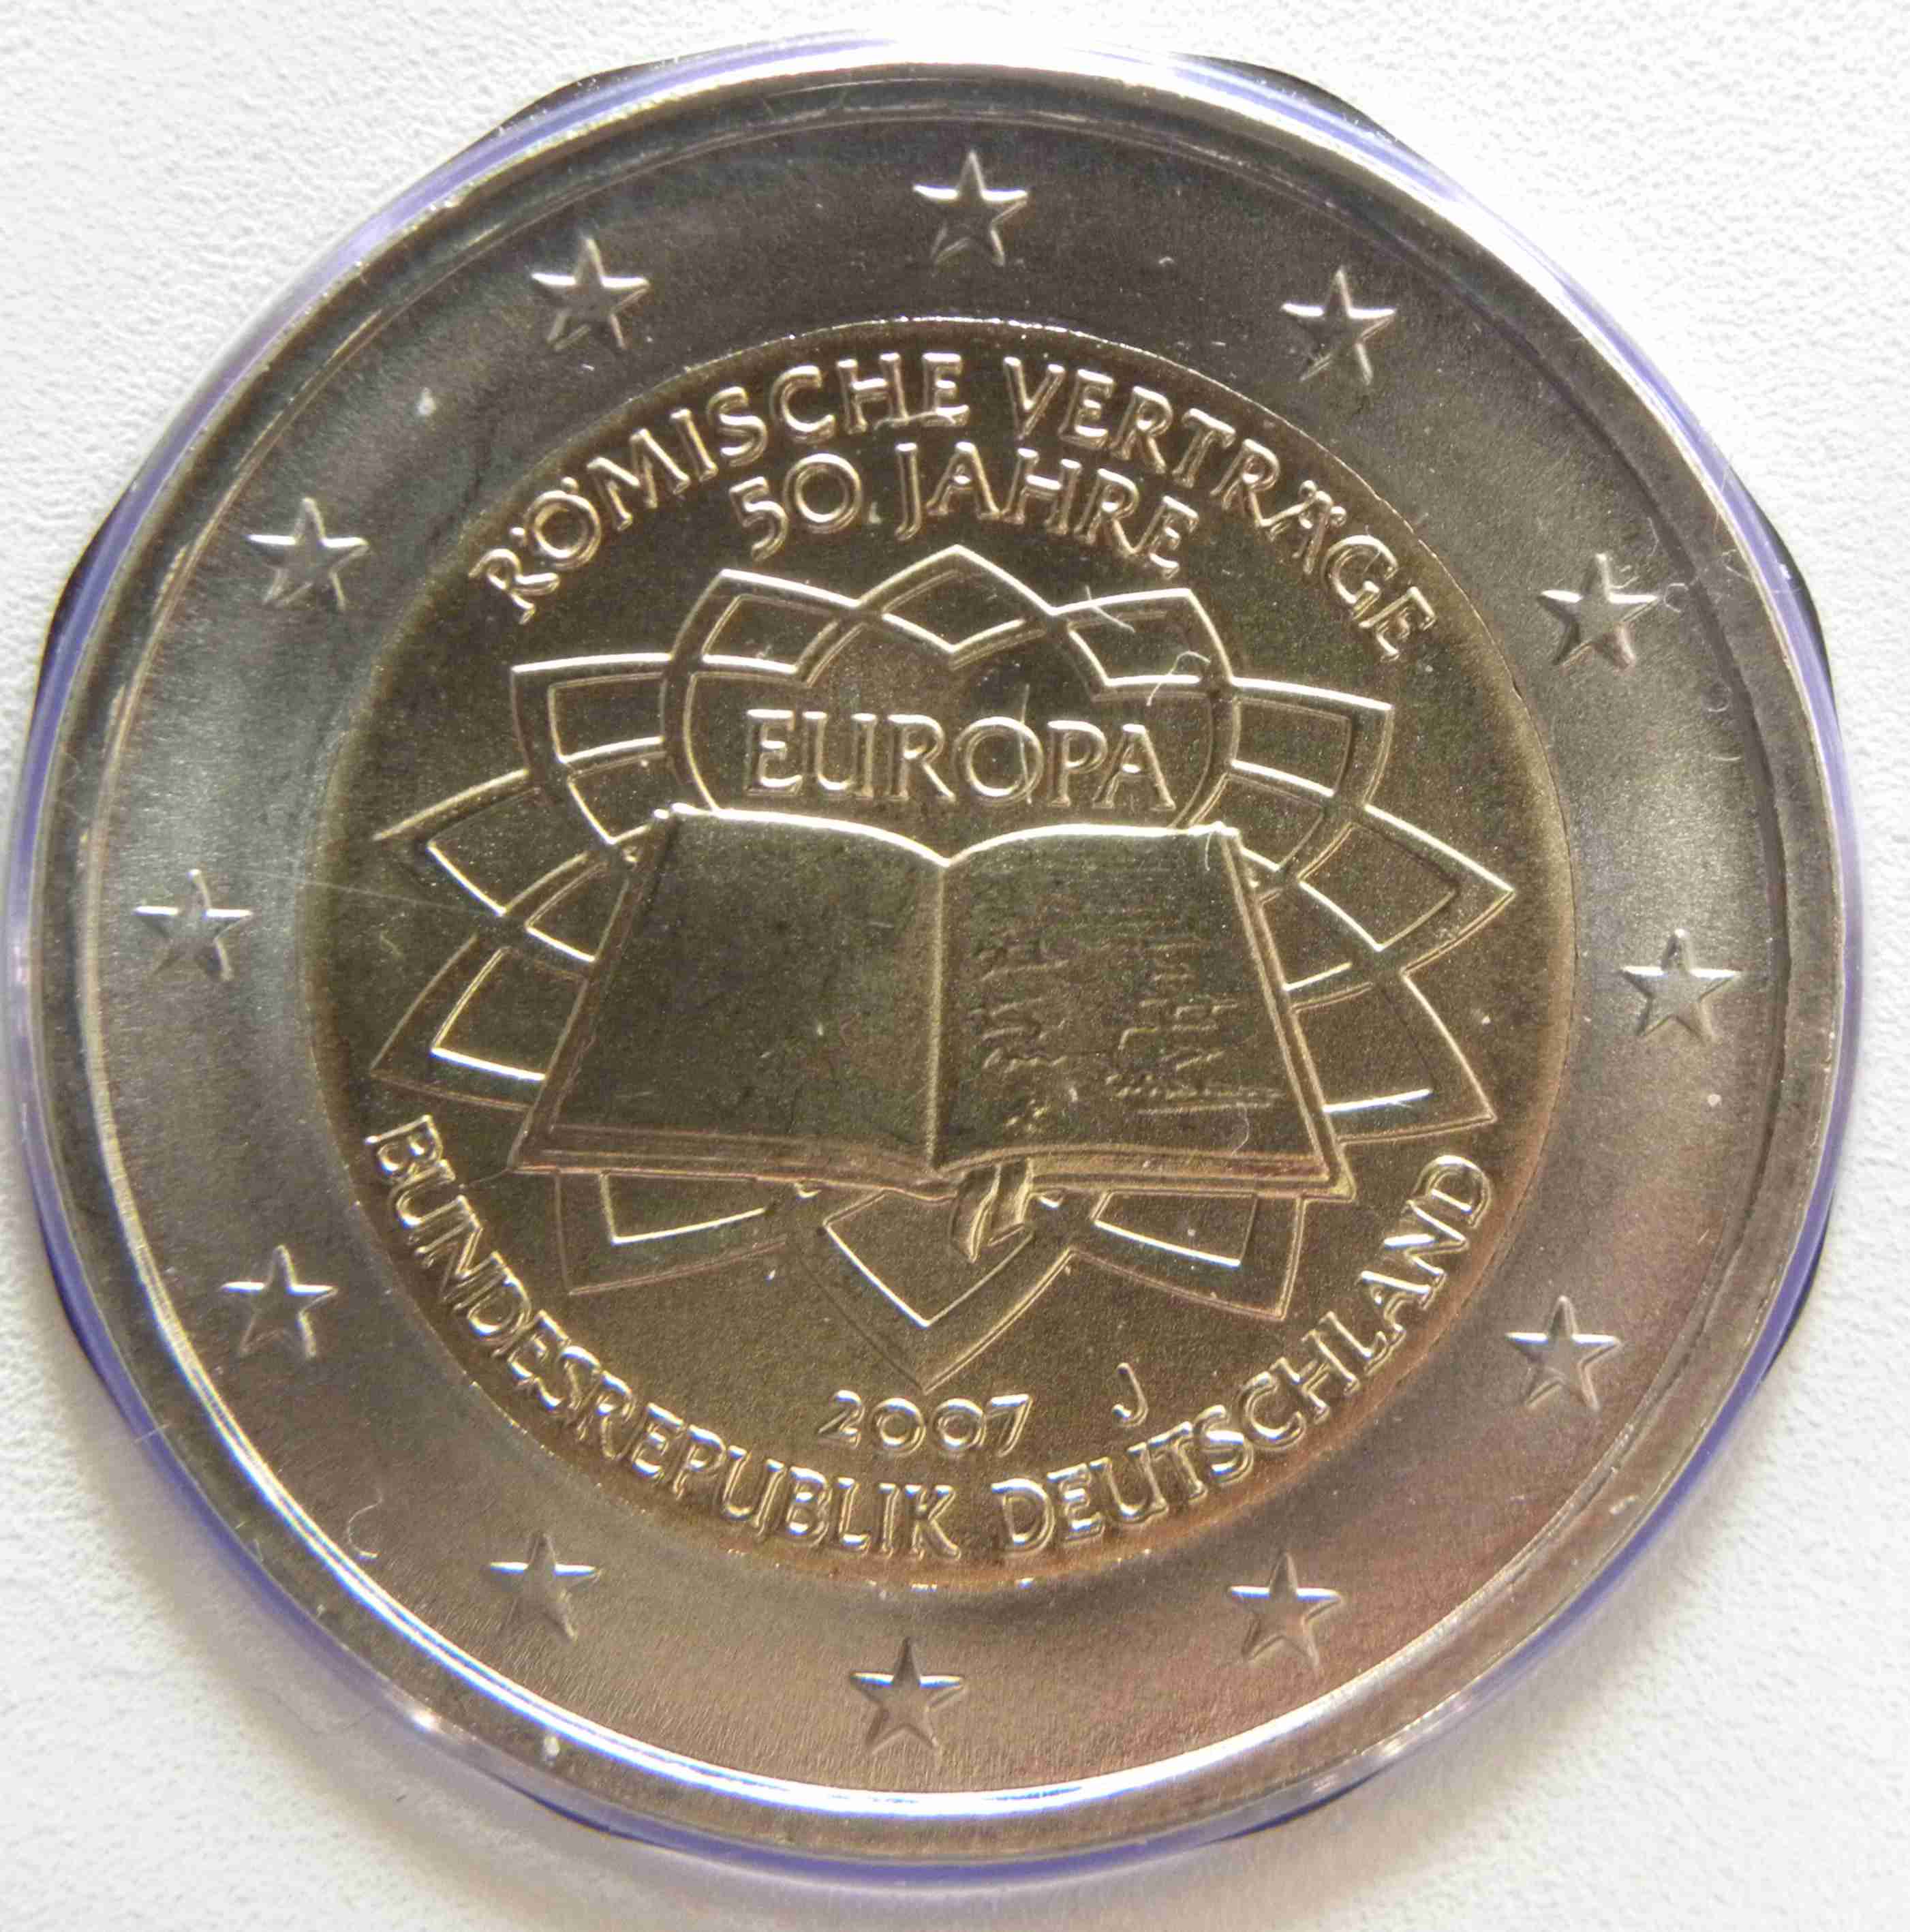 RÖMISCHE VERTRÄGE
50 JAHRE
EUROPA
2007 J
BUNDESREPUBLIK DEUTSCHLAND